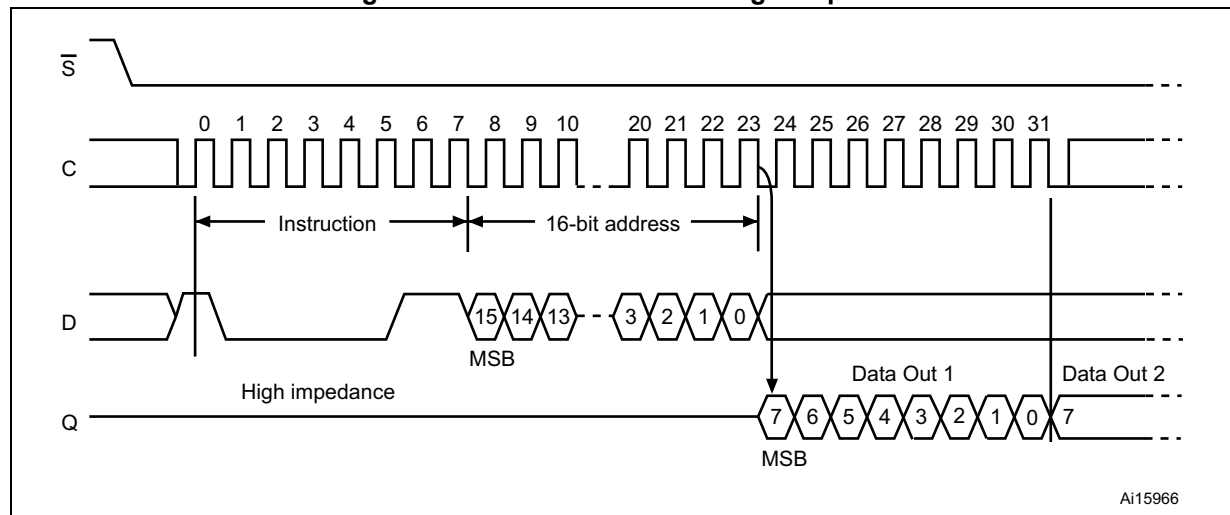 S
0 1 2 3 4 5 6 7 8 9 10 20 21 22 23 24 25 26 27 28 29 30 31
C
Instruction 16-bit address
D 15 14 13 3 2 1 0
MSB
Data Out 1 Data Out 2
High impedance
Q 7 6 5 4 3 2 1 0 7
MSB
Ai15966